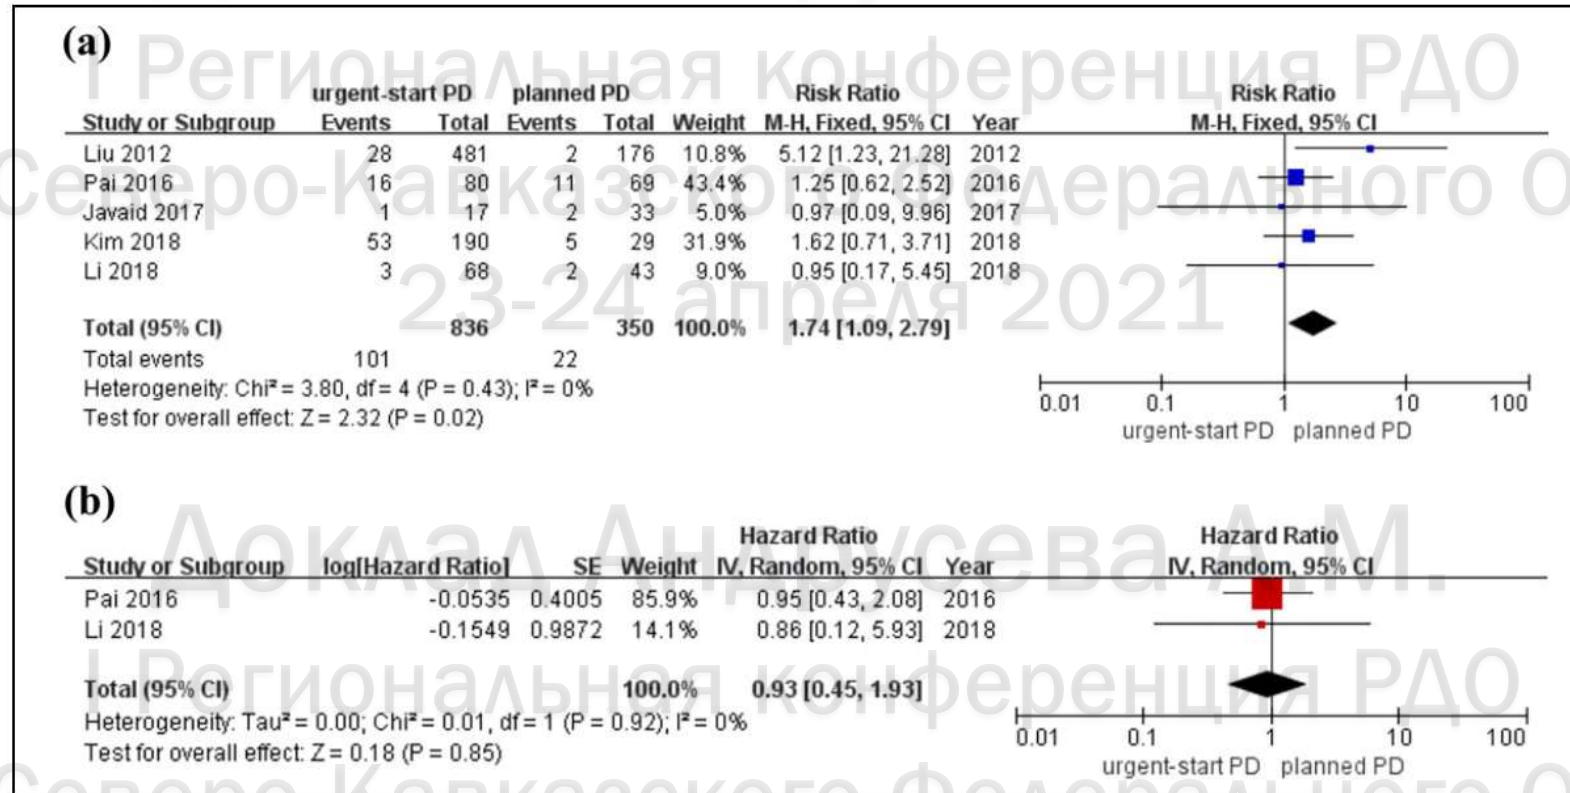 (a)
I Региональная конференция РДО
urgent-start PD planned PD Risk Ratio Risk Ratio
Study or Subgroup Events Total Events Total Weight M-H, Fixed, 95% CI Year M-H, Fixed, 95% CI
Liu 2012 28 481 2 176 10.8% 5.12 [1.23, 21.28] 2012
Северо-Кавказского Федерального О
Pai 2016 16 80 11 69 43.4% 1.25 [0.62, 2.52] 2016
Javaid 2017 1 17 2 33 5.0% 0.97 [0.09, 9.96] 2017
Kim 2018 53 190 5 29 31.9% 1.62 [0.71, 3.71] 2018
Li 2018 3 68 2 43 9.0% 0.95 [0.17, 5.45] 2018
23-24 апреля 2021
Total (95% CI) 836 350 100.0% 1.74 [1.09, 2.79]
Total events 101 22
Heterogeneity: Chi² = 3.80, df = 4 (P = 0.43); I² = 0%
Test for overall effect: Z = 2.32 (P = 0.02)
0.01 0.1 1 10 100
urgent-start PD planned PD
(b)
Доклад Андрусева А.М.
Hazard Ratio Hazard Ratio
Study or Subgroup log[Hazard Ratio] SE Weight IV, Random, 95% CI Year IV, Random, 95% CI
Pai 2016 -0.0535 0.4005 85.9% 0.95 [0.43, 2.08] 2016
Li 2018 -0.1549 0.9872 14.1% 0.86 [0.12, 5.93] 2018
I Региональная конференция РДО
Total (95% CI) 100.0% 0.93 [0.45, 1.93]
Heterogeneity: Tau² = 0.00; Chi² = 0.01, df = 1 (P = 0.92); I² = 0%
Test for overall effect: Z = 0.18 (P = 0.85)
0.01 0.1 1 10 100
urgent-start PD planned PD
Северо-Кавказского Федерального О